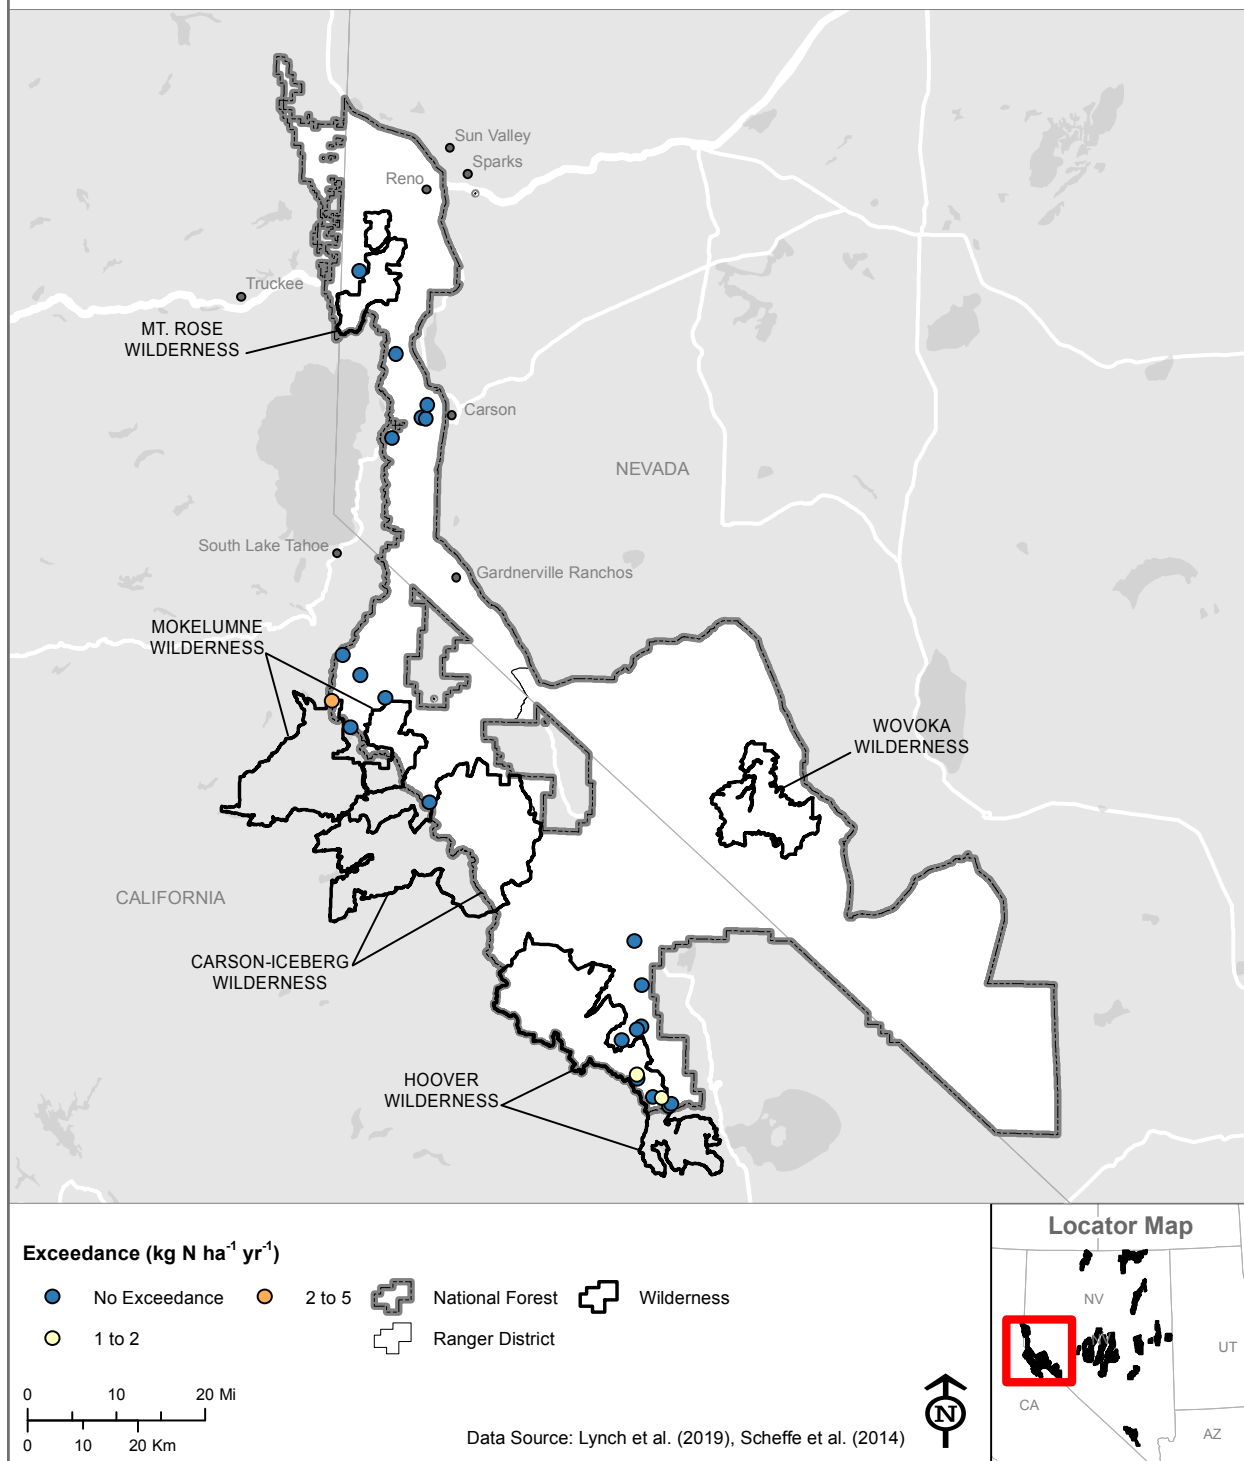 Sun Valley
Sparks
Reno
Truckee
MT. ROSE
WILDERNESS
Carson
NEVADA
South Lake Tahoe
Gardnerville Ranchos
MOKELUMNE
WILDERNESS
WOVOKA
WILDERNESS
CALIFORNIA
CARSON-ICEBERG
WILDERNESS
HOOVER
WILDERNESS
Exceedance (kg N ha⁻¹ yr⁻¹)
No Exceedance
2 to 5
National Forest
Wilderness
1 to 2
Ranger District
0 10 20 Mi
0 10 20 Km
Data Source: Lynch et al. (2019), Scheffe et al. (2014)
N
Locator Map
NV
UT
CA
AZ